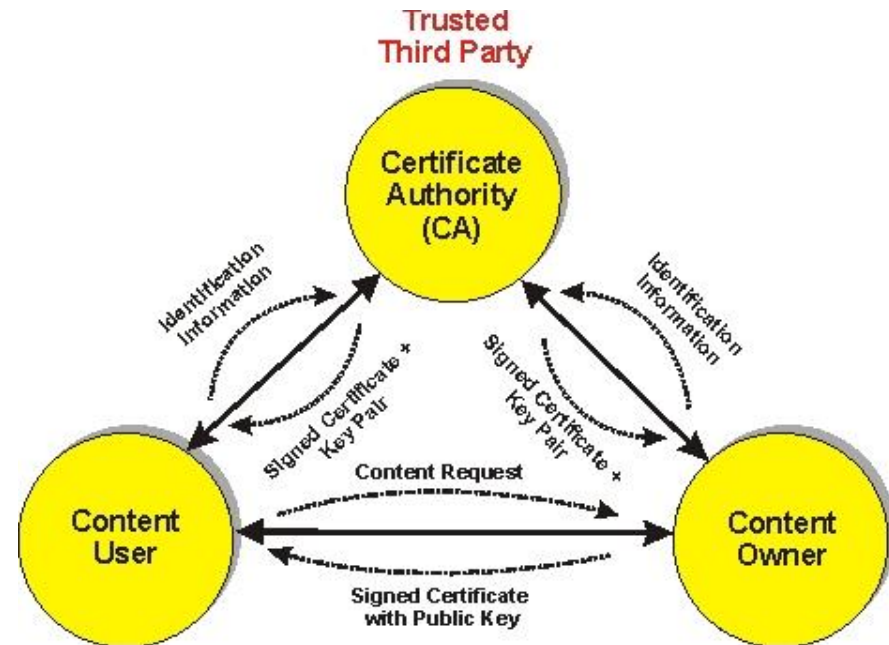 Trusted
Third Party
Certificate
Authority
(CA)
Identification
Information
Identification
Information
Signed Certificate +
Key Pair
Signed Certificate +
Key Pair
Content Request
Content
User
Content
Owner
Signed Certificate
with Public Key